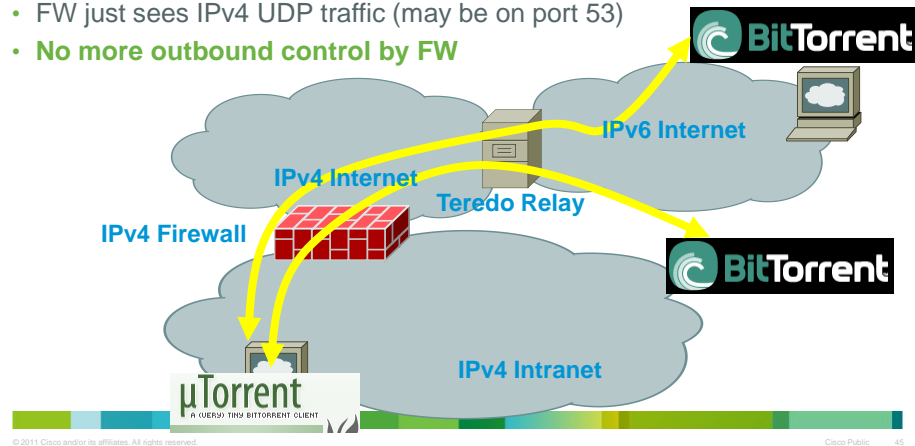 • FW just sees IPv4 UDP traffic (may be on port 53)
• No more outbound control by FW
BitTorrent
IPv6 Internet
IPv4 Internet
Teredo Relay
IPv4 Firewall
BitTorrent
IPv4 Intranet
µTorrent
A (VERY) TINY BITTORRENT CLIENT
© 2011 Cisco and/or its affiliates. All rights reserved.
Cisco Public
45